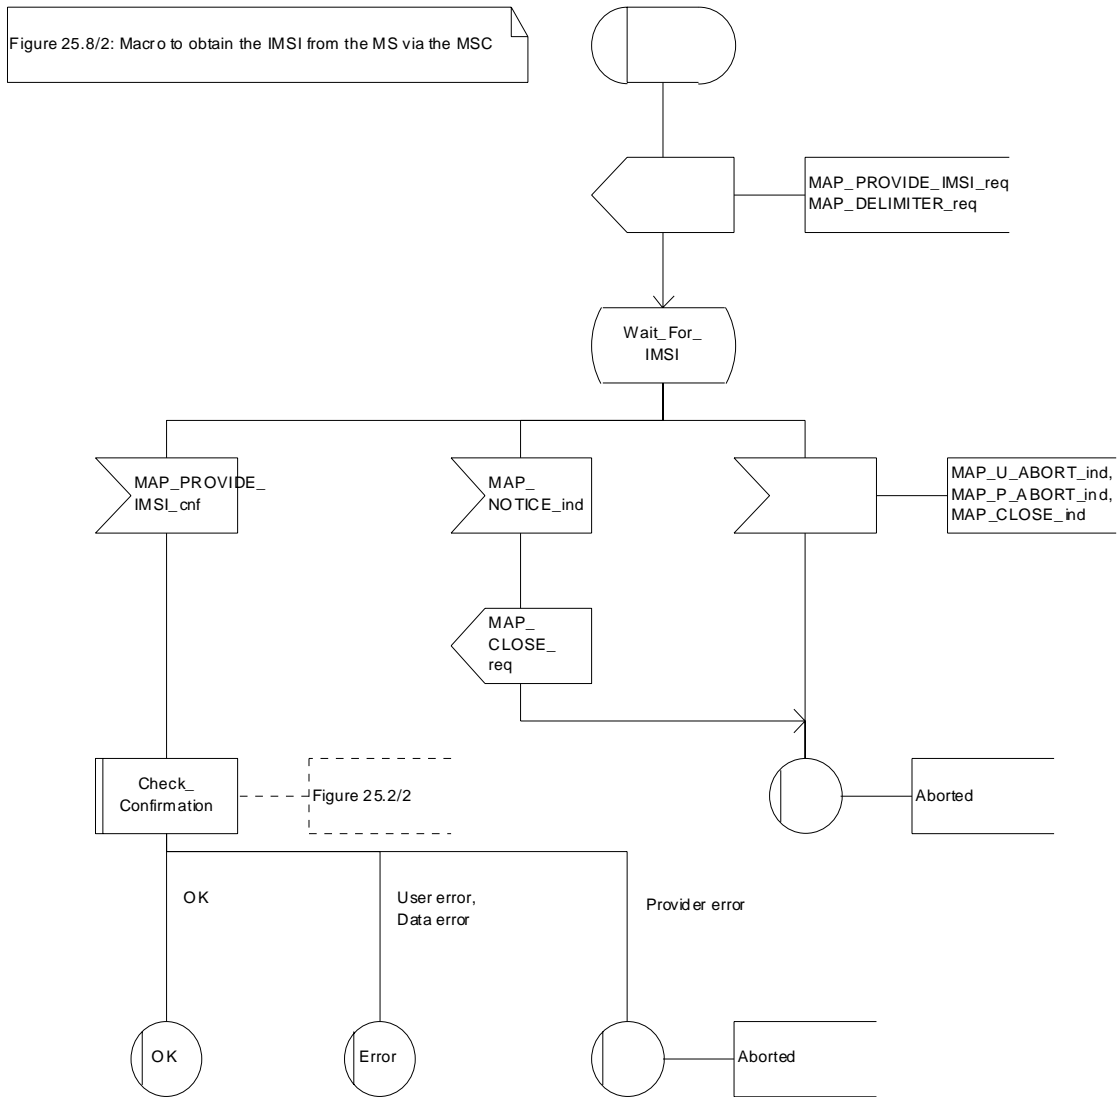 Figure 25.8/2: Macro to obtain the IMSI from the MS via the MSC
MAP_PROVIDE_IMSI_req
MAP_DELIMITER_req
Wait_For_
IMSI
MAP_PROVIDE_
IMSI_cnf
MAP_
NOTICE_ind
MAP_U_ABORT_ind,
MAP_P_ABORT_ind,
MAP_CLOSE_ind
MAP_
CLOSE_
req
Check_
Confirmation
Figure 25.2/2
Aborted
OK
User error,
Data error
Provider error
OK
Error
Aborted